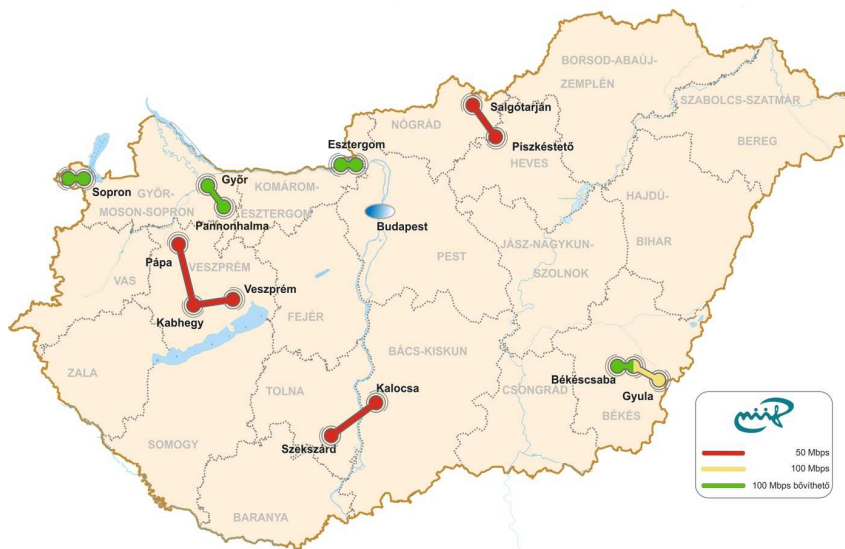 BORSOD-ABAÚJ-
ZEMPLÉN
SZABOLCS-SZATMÁR
BEREG
Salgótarján
NÓGRÁD
Piszkéstető
HEVES
Esztergom
Győr
Sopron
GYŐR-
MOSON-SOPRON
KOMÁROM-
ESZTERGOM
Pannonhalma
Budapest
HAJDÚ-
BIHAR
PEST
JÁSZ-NAGYKUN-
SZOLNOK
Pápa
VESZPRÉM
VAS
Veszprém
Kabhegy
FEJÉR
BÁCS-KISKUN
ZALA
TOLNA
Kalocsa
CSONGRÁD
Békéscsaba
Gyula
BÉKÉS
SOMOGY
Szekszárd
BARANYA
niif
50 Mbps
100 Mbps
100 Mbps bővíthető